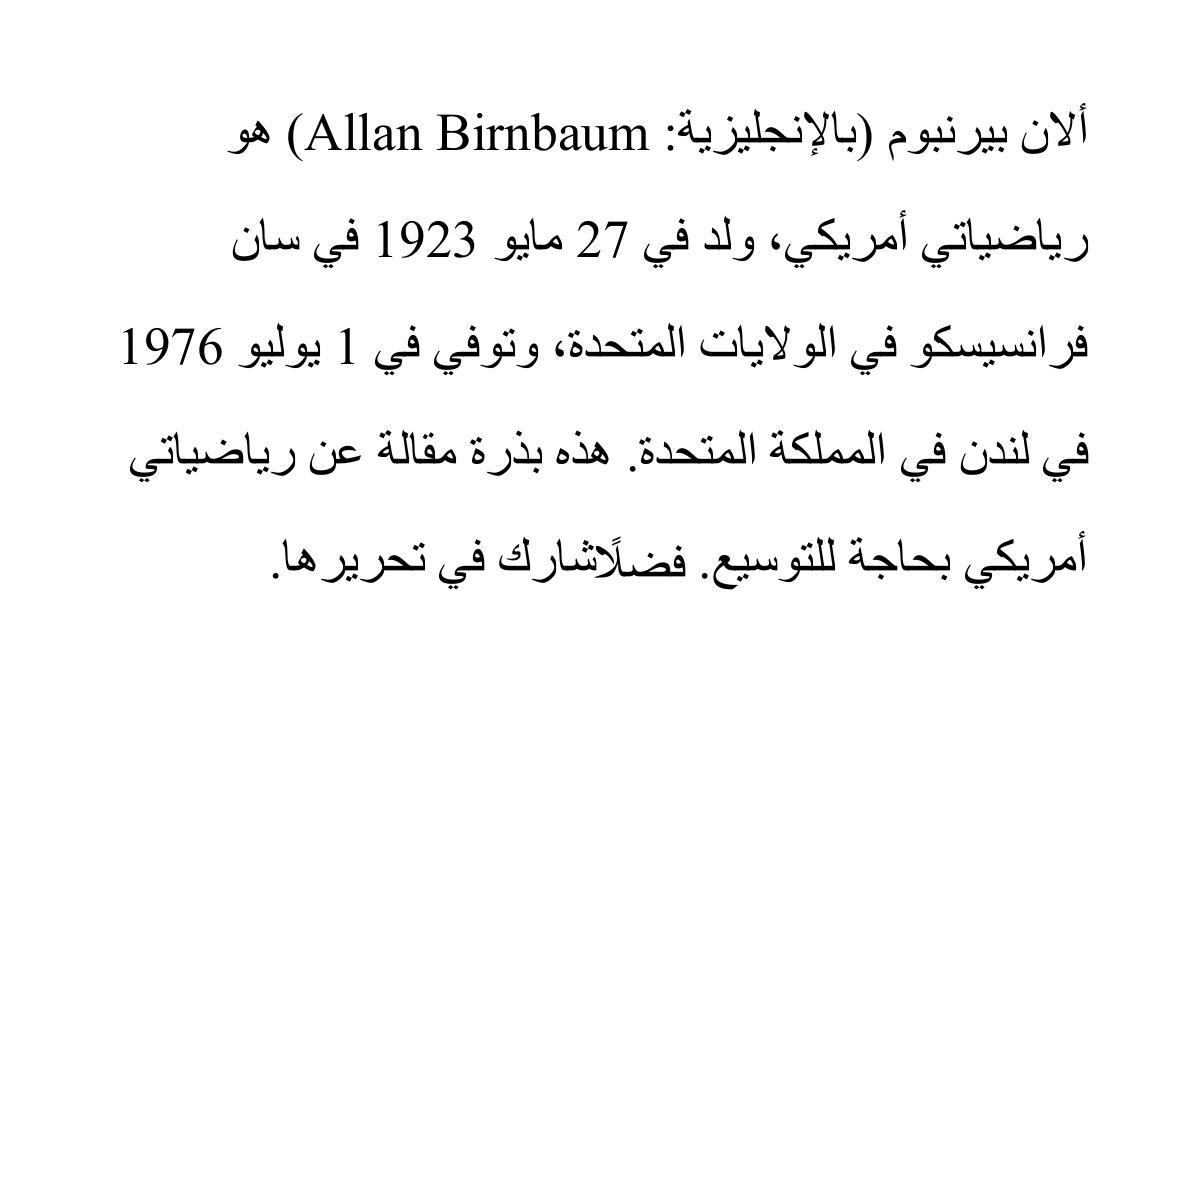 ألان بيرنبوم (بالإنجليزية: Allan Birnbaum) هو
رياضياتي أمريكي، ولد في 27 مايو 1923 في سان
فرانسيسكو في الولايات المتحدة، وتوفي في 1 يوليو 1976
في لندن في المملكة المتحدة. هذه بذرة مقالة عن رياضياتي
أمريكي بحاجة للتوسيع. فضلًاشارك في تحريرها.